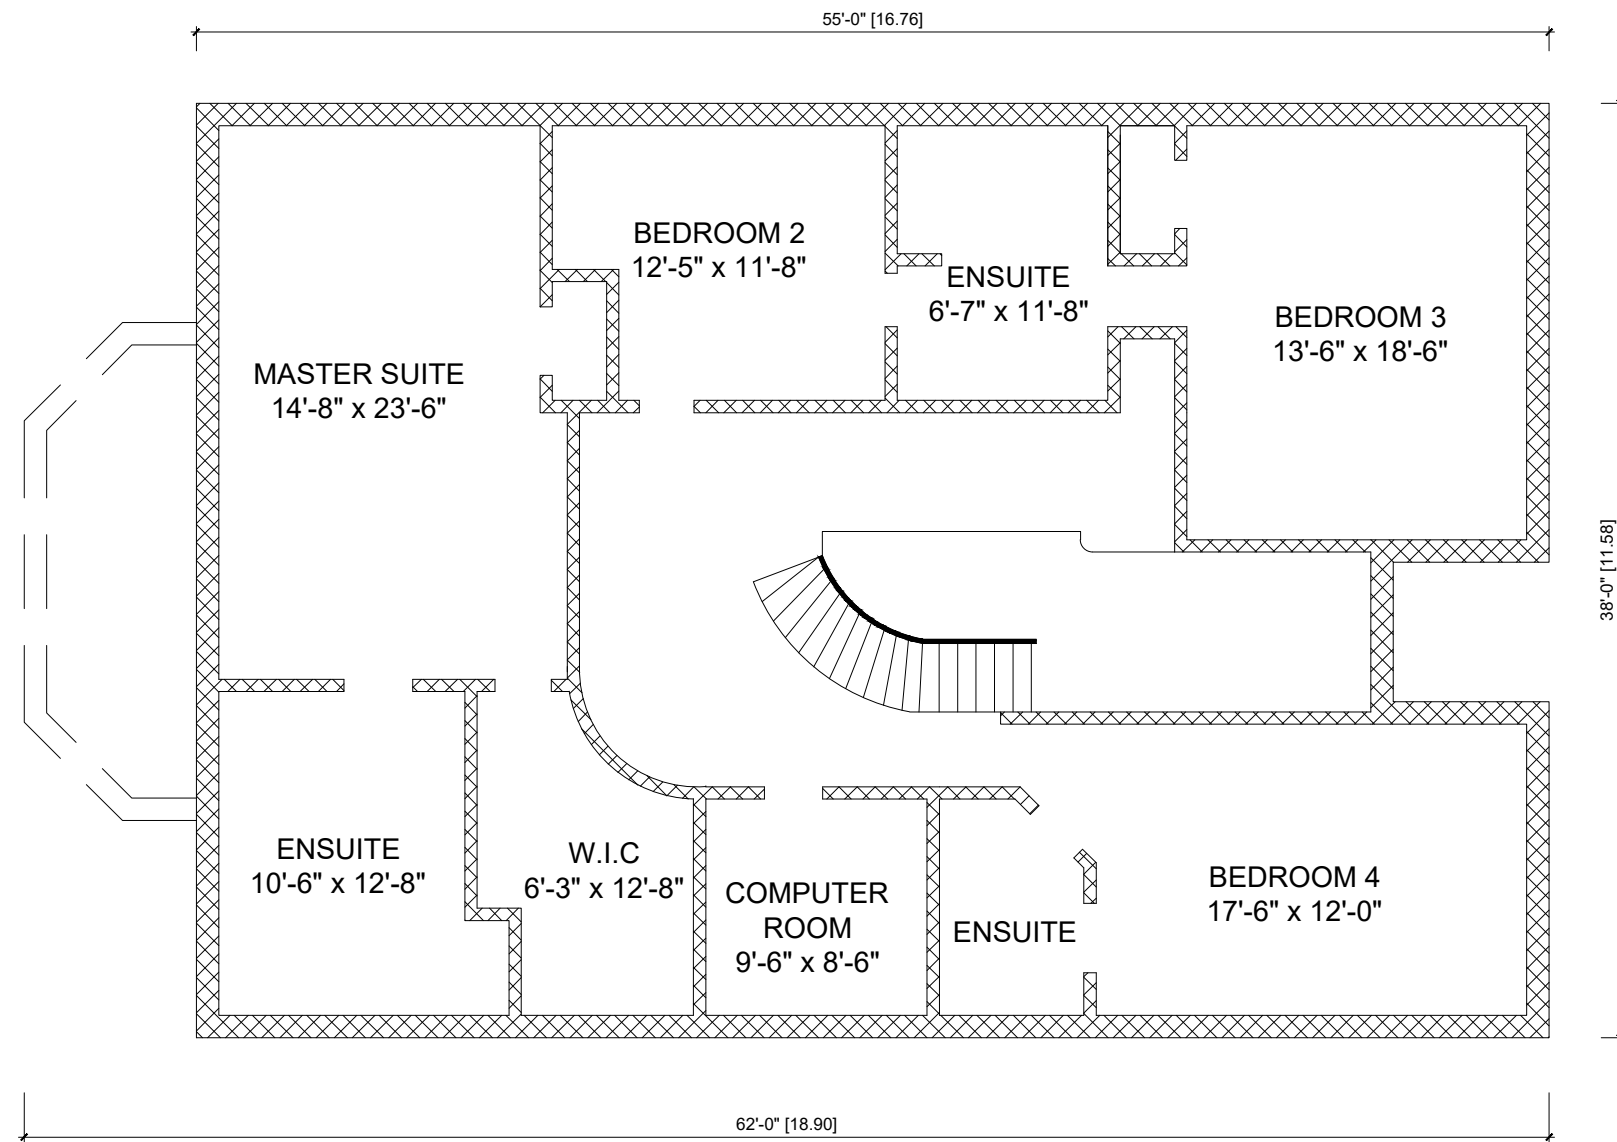 55'-0" [16.76]
BEDROOM 2
12'-5" x 11'-8"
ENSUITE
6'-7" x 11'-8"
BEDROOM 3
13'-6" x 18'-6"
MASTER SUITE
14'-8" x 23'-6"
38'-0" [11.58]
ENSUITE
10'-6" x 12'-8"
W.I.C
6'-3" x 12'-8"
COMPUTER
ROOM
9'-6" x 8'-6"
ENSUITE
BEDROOM 4
17'-6" x 12'-0"
62'-0" [18.90]